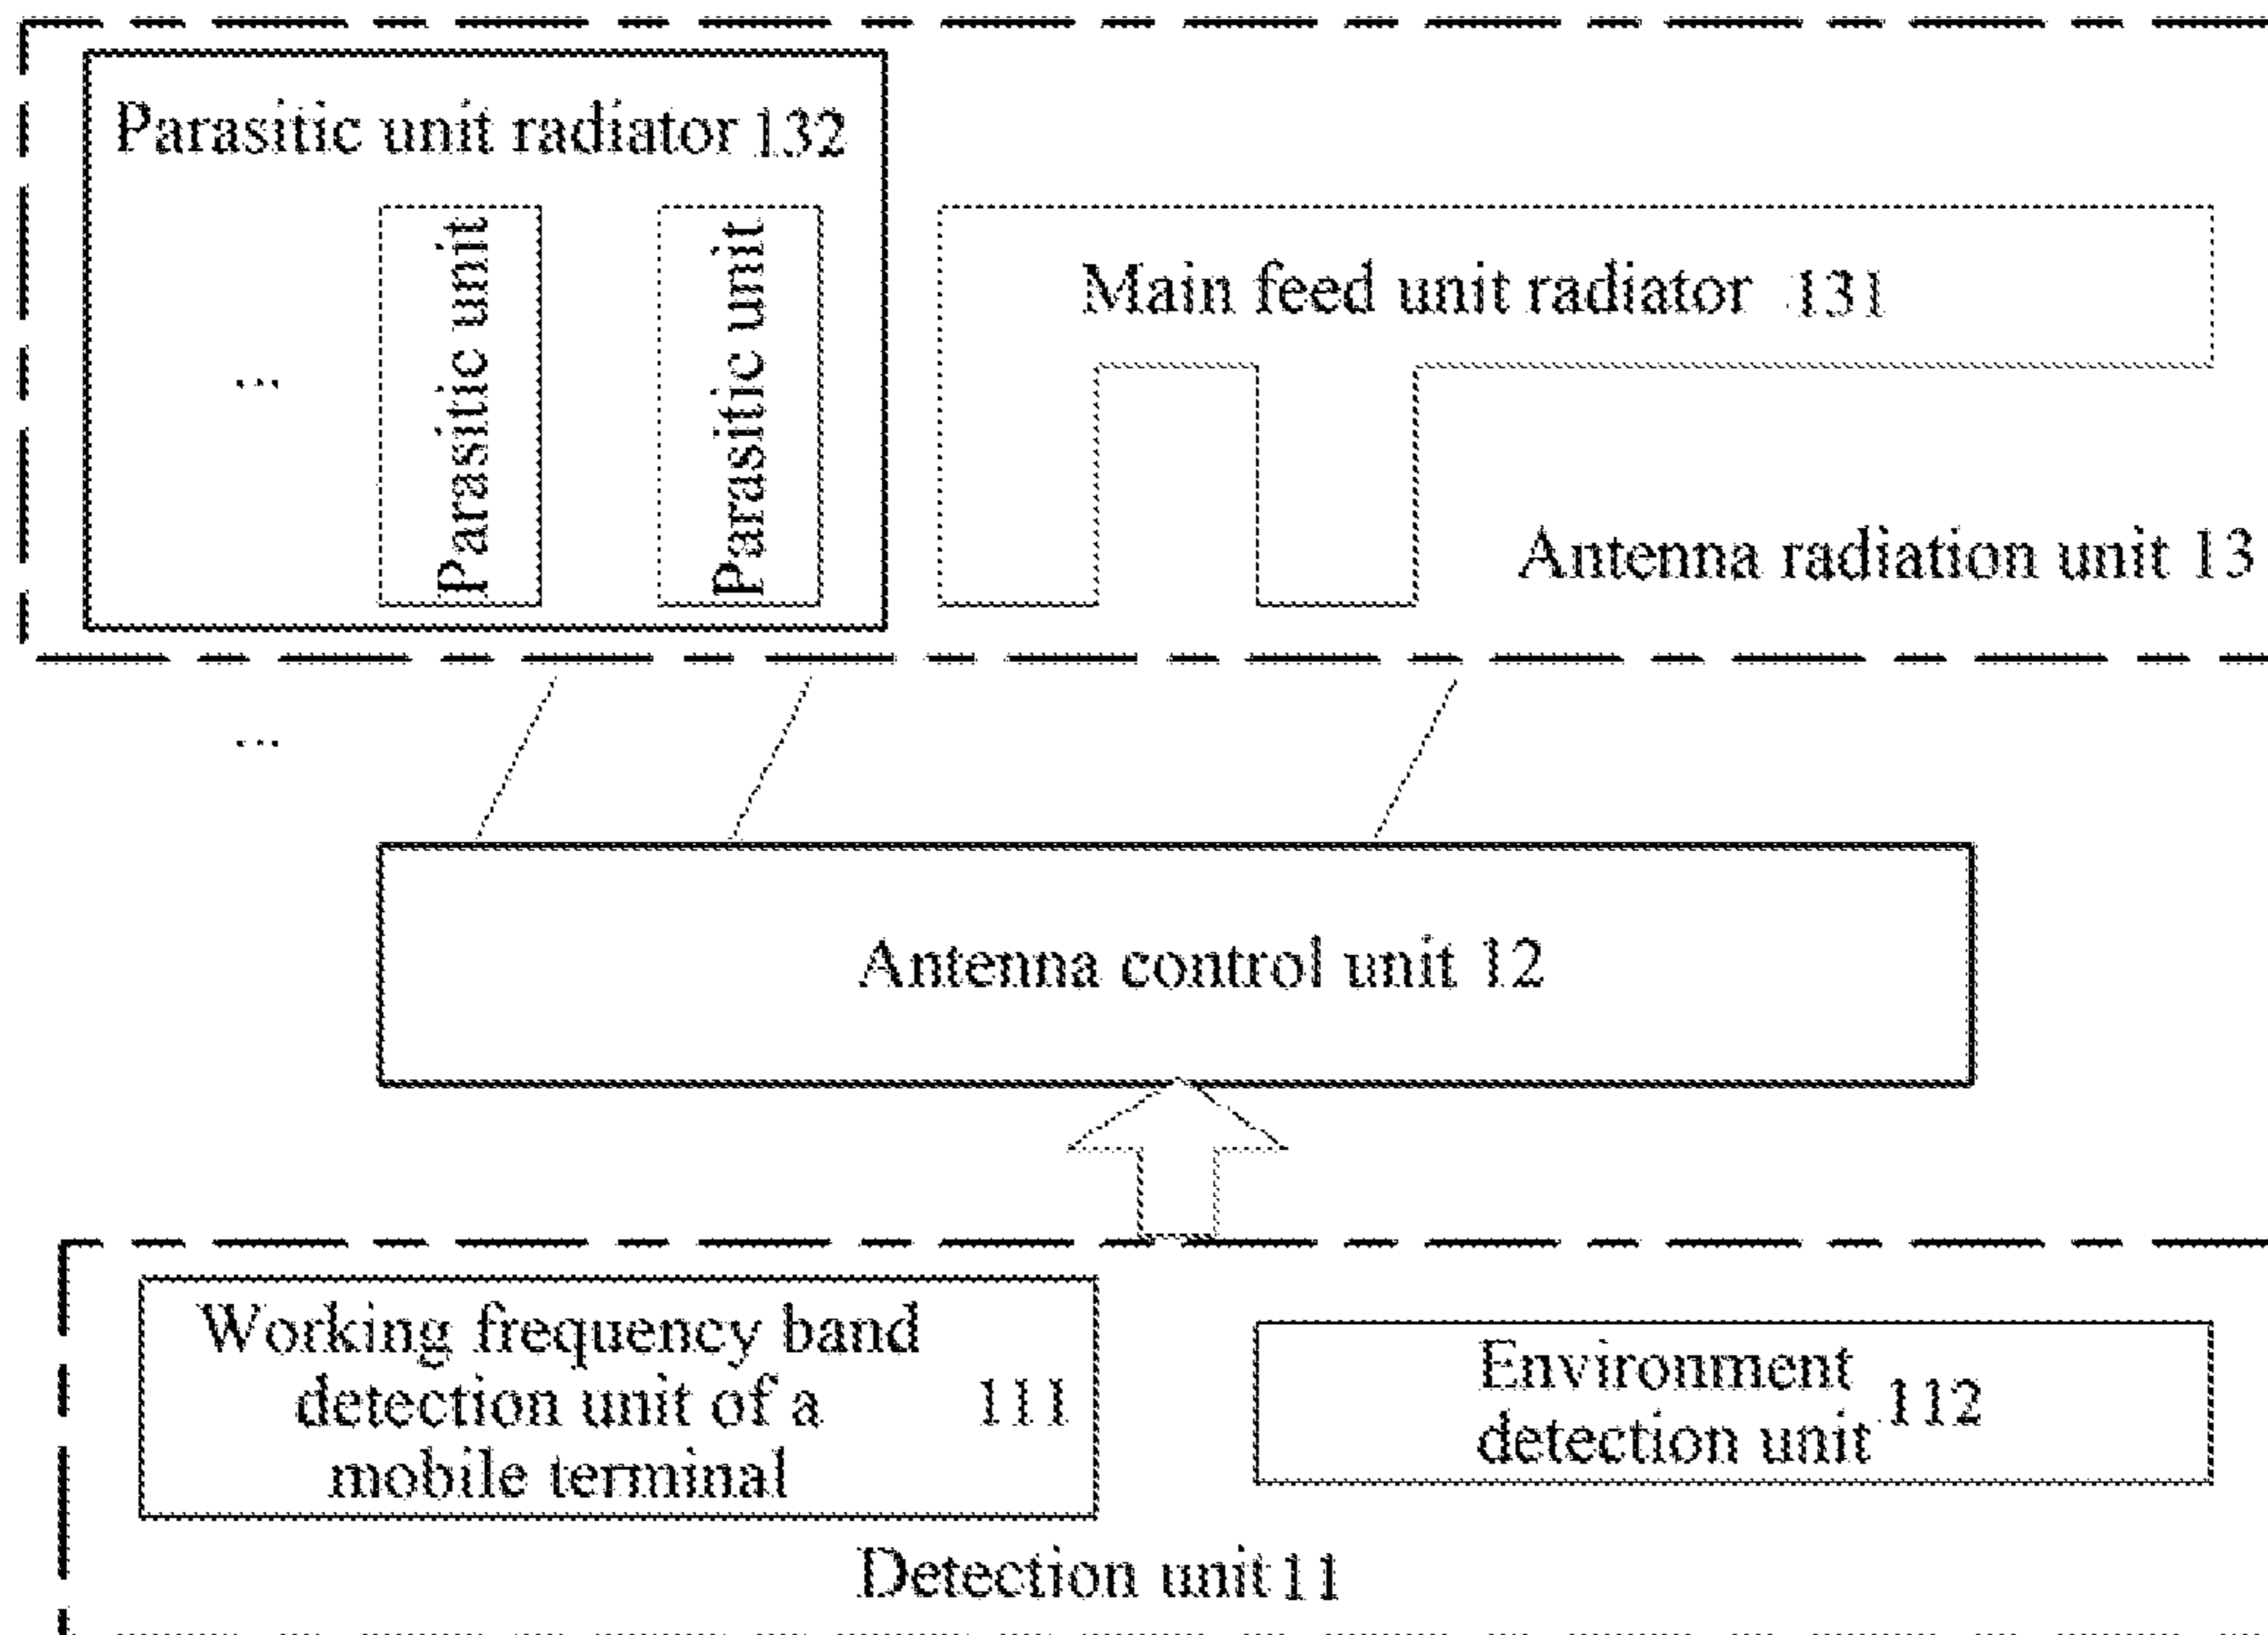 Parasitic unit radiator 132
...
Parasitic unit
Parasitic unit
Main feed unit radiator 131
Antenna radiation unit 13
...
Antenna control unit 12
Working frequency band
detection unit of a 111
mobile terminal
Environment
detection unit 112
Detection unit 11